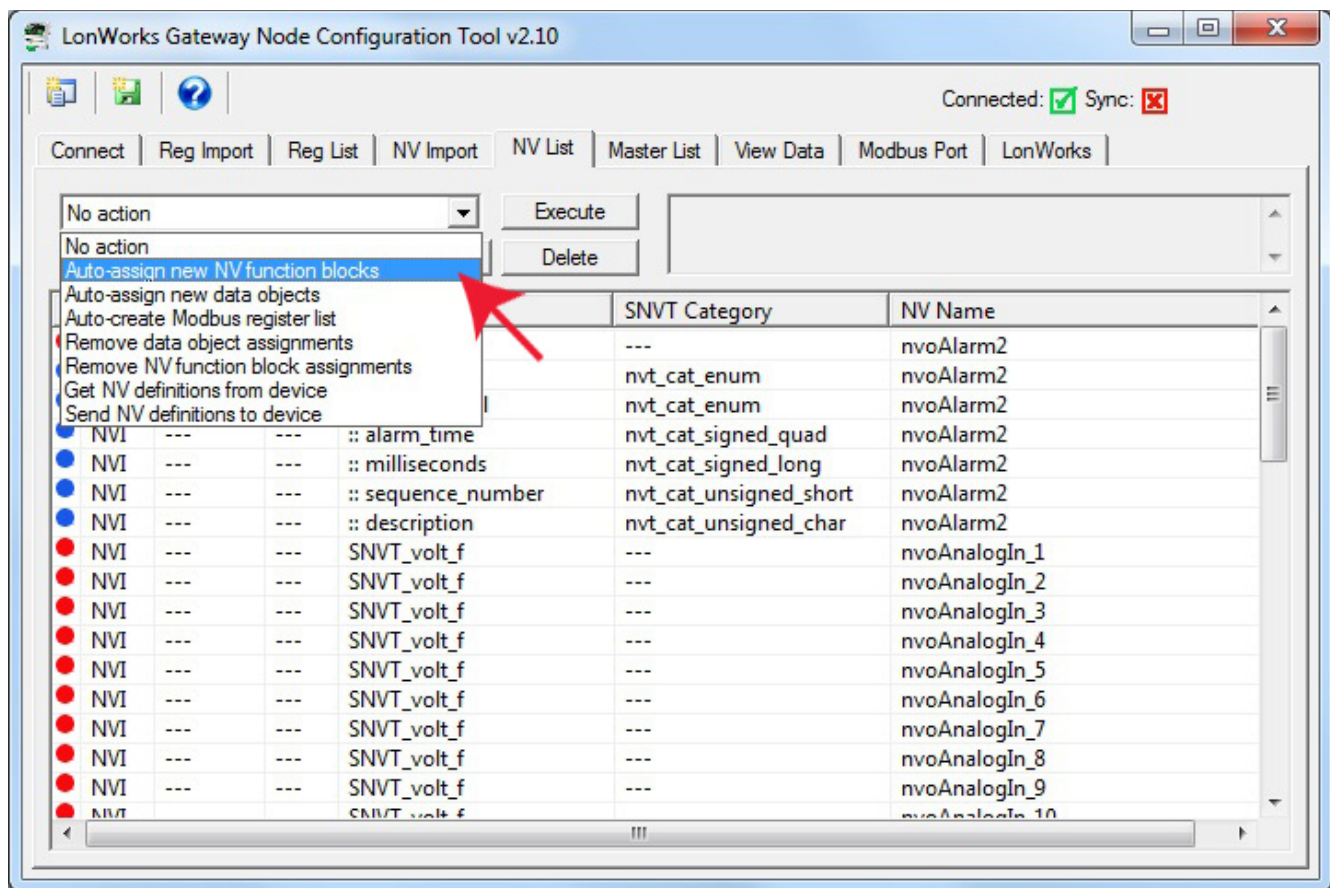 LonWorks Gateway Node Configuration Tool v2.10
Connected: Sync:
Connect Reg Import Reg List NV Import NV List Master List View Data Modbus Port LonWorks
No action Execute
No action
Delete
Auto-assign new NV function blocks
Auto-assign new data objects
Auto-create Modbus register list
SNVT Category NV Name
Remove data object assignments
--- nvoAlarm2
Remove NV function block assignments
nvt_cat_enum nvoAlarm2
Get NV definitions from device
nvt_cat_enum nvoAlarm2
Send NV definitions to device
NVI --- --- :: alarm_time nvt_cat_signed_quad nvoAlarm2
NVI --- --- :: milliseconds nvt_cat_signed_long nvoAlarm2
NVI --- --- :: sequence_number nvt_cat_unsigned_short nvoAlarm2
NVI --- --- :: description nvt_cat_unsigned_char nvoAlarm2
NVI --- --- SNVT_volt_f --- nvoAnalogIn_1
NVI --- --- SNVT_volt_f --- nvoAnalogIn_2
NVI --- --- SNVT_volt_f --- nvoAnalogIn_3
NVI --- --- SNVT_volt_f --- nvoAnalogIn_4
NVI --- --- SNVT_volt_f --- nvoAnalogIn_5
NVI --- --- SNVT_volt_f --- nvoAnalogIn_6
NVI --- --- SNVT_volt_f --- nvoAnalogIn_7
NVI --- --- SNVT_volt_f --- nvoAnalogIn_8
NVI --- --- SNVT_volt_f --- nvoAnalogIn_9
NVI SNVT_volt_f nvoAnalogIn_10